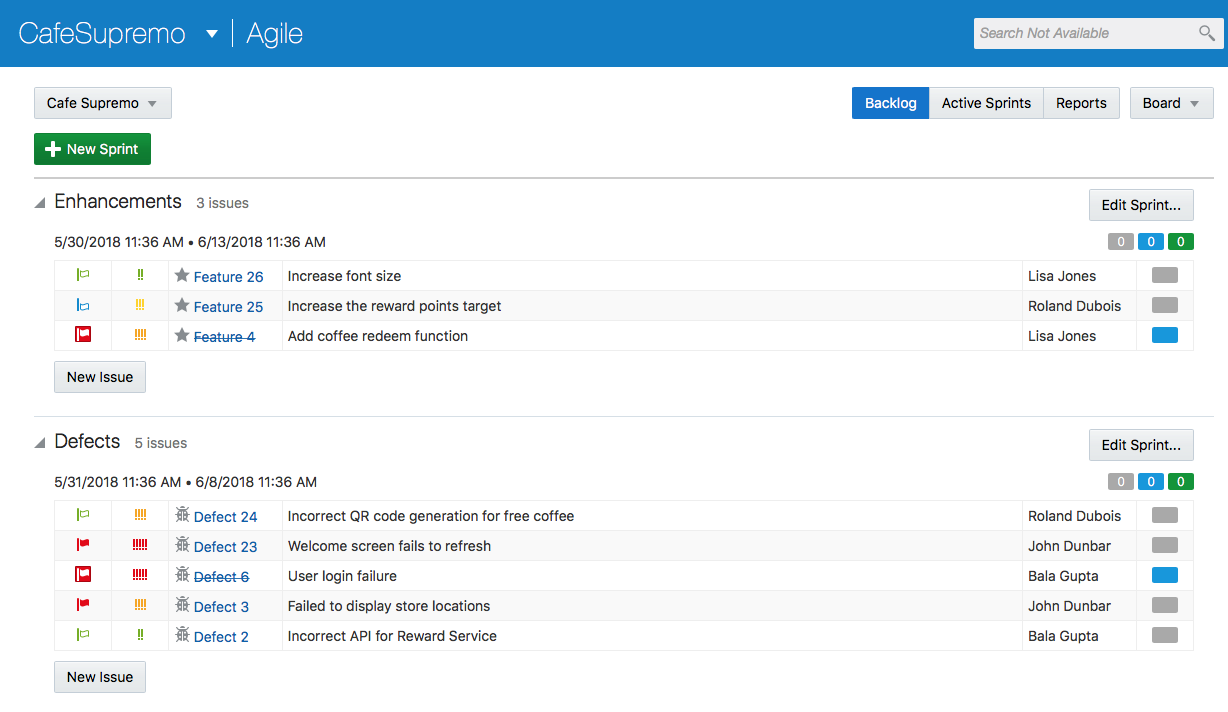 CafeSupremo Agile Search Not Available
Cafe Supremo Backlog Active Sprints Reports Board
New Sprint
Enhancements 3 issues Edit Sprint...
5/30/2018 11:36 AM • 6/13/2018 11:36 AM 0 0 0
!! Feature 26 Increase font size Lisa Jones
!!! Feature 25 Increase the reward points target Roland Dubois
!!!! Feature 4 Add coffee redeem function Lisa Jones
New Issue
Defects 5 issues Edit Sprint...
5/31/2018 11:36 AM • 6/8/2018 11:36 AM 0 0 0
!!!! Defect 24 Incorrect QR code generation for free coffee Roland Dubois
!!!!! Defect 23 Welcome screen fails to refresh John Dunbar
!!!!! Defect 6 User login failure Bala Gupta
!!!! Defect 3 Failed to display store locations John Dunbar
!! Defect 2 Incorrect API for Reward Service Bala Gupta
New Issue